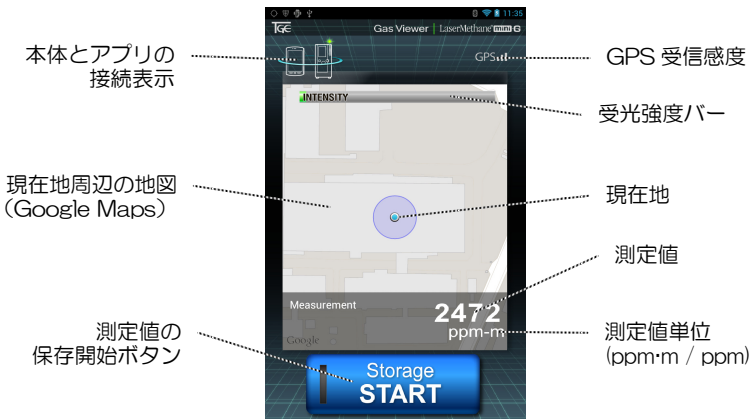 11:35
TGE
Gas Viewer | LaserMethane mini G
本体とアプリの
接続表示
GPS
GPS 受信感度
INTENSITY
受光強度バー
現在地周辺の地図
(Google Maps)
現在地
測定値
Measurement
2472
ppm-m
Google
測定値の
保存開始ボタン
測定値単位
(ppm·m / ppm)
Storage
START